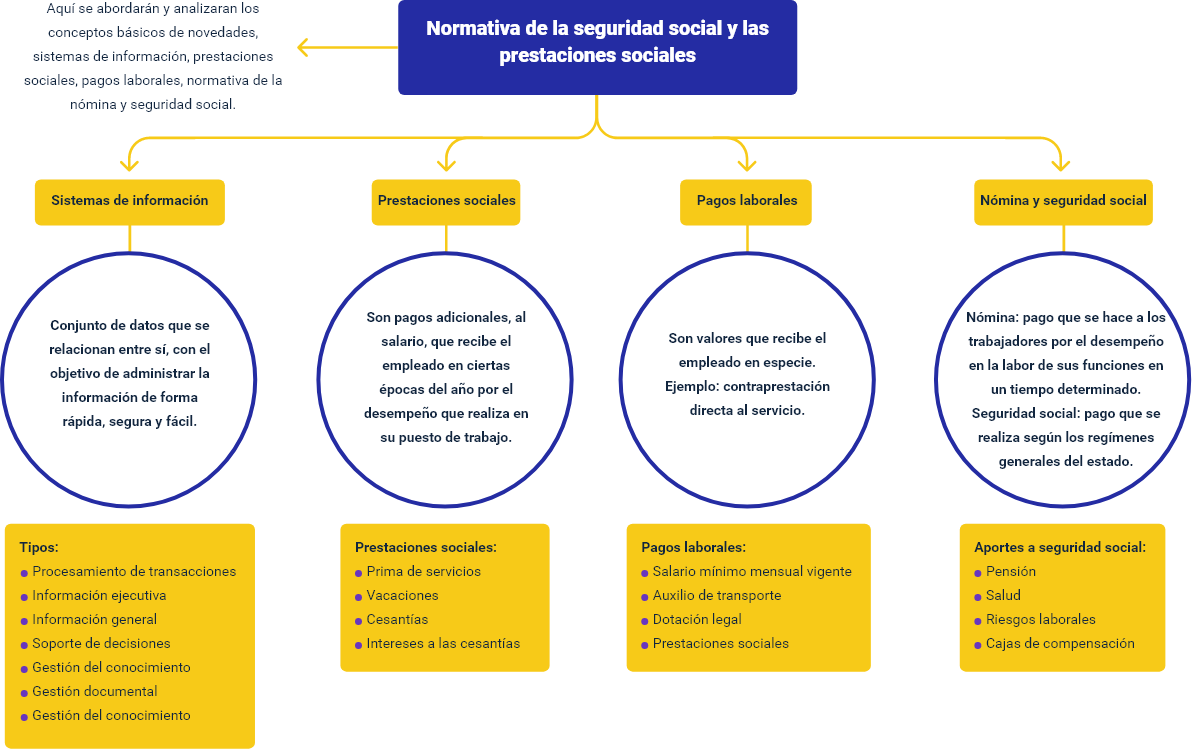 Aquí se abordarán y analizaran los
conceptos básicos de novedades,
sistemas de información, prestaciones
sociales, pagos laborales, normativa de la
nómina y seguridad social.
Normativa de la seguridad social y las
prestaciones sociales
Sistemas de información
Conjunto de datos que se
relacionan entre sí, con el
objetivo de administrar la
información de forma
rápida, segura y fácil.
Tipos:
Procesamiento de transacciones
Información ejecutiva
Información general
Soporte de decisiones
Gestión del conocimiento
Gestión documental
Gestión del conocimiento
Prestaciones sociales
Son pagos adicionales, al
salario, que recibe el
empleado en ciertas
épocas del año por el
desempeño que realiza en
su puesto de trabajo.
Prestaciones sociales:
Prima de servicios
Vacaciones
Cesantías
Intereses a las cesantías
Pagos laborales
Son valores que recibe el
empleado en especie.
Ejemplo: contraprestación
directa al servicio.
Pagos laborales:
Salario mínimo mensual vigente
Auxilio de transporte
Dotación legal
Prestaciones sociales
Nómina y seguridad social
Nómina: pago que se hace a los
trabajadores por el desempeño
en la labor de sus funciones en
un tiempo determinado.
Seguridad social: pago que se
realiza según los regímenes
generales del estado.
Aportes a seguridad social:
Pensión
Salud
Riesgos laborales
Cajas de compensación